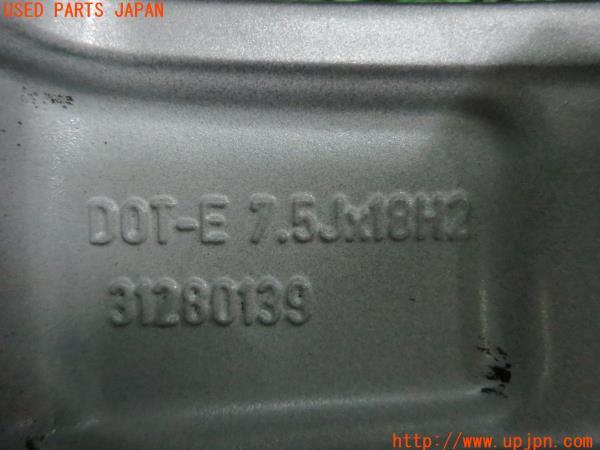 USED PARTS JAPAN
DOT-E 7.5Jx18H2
31280139
http://www.upjpn.com/